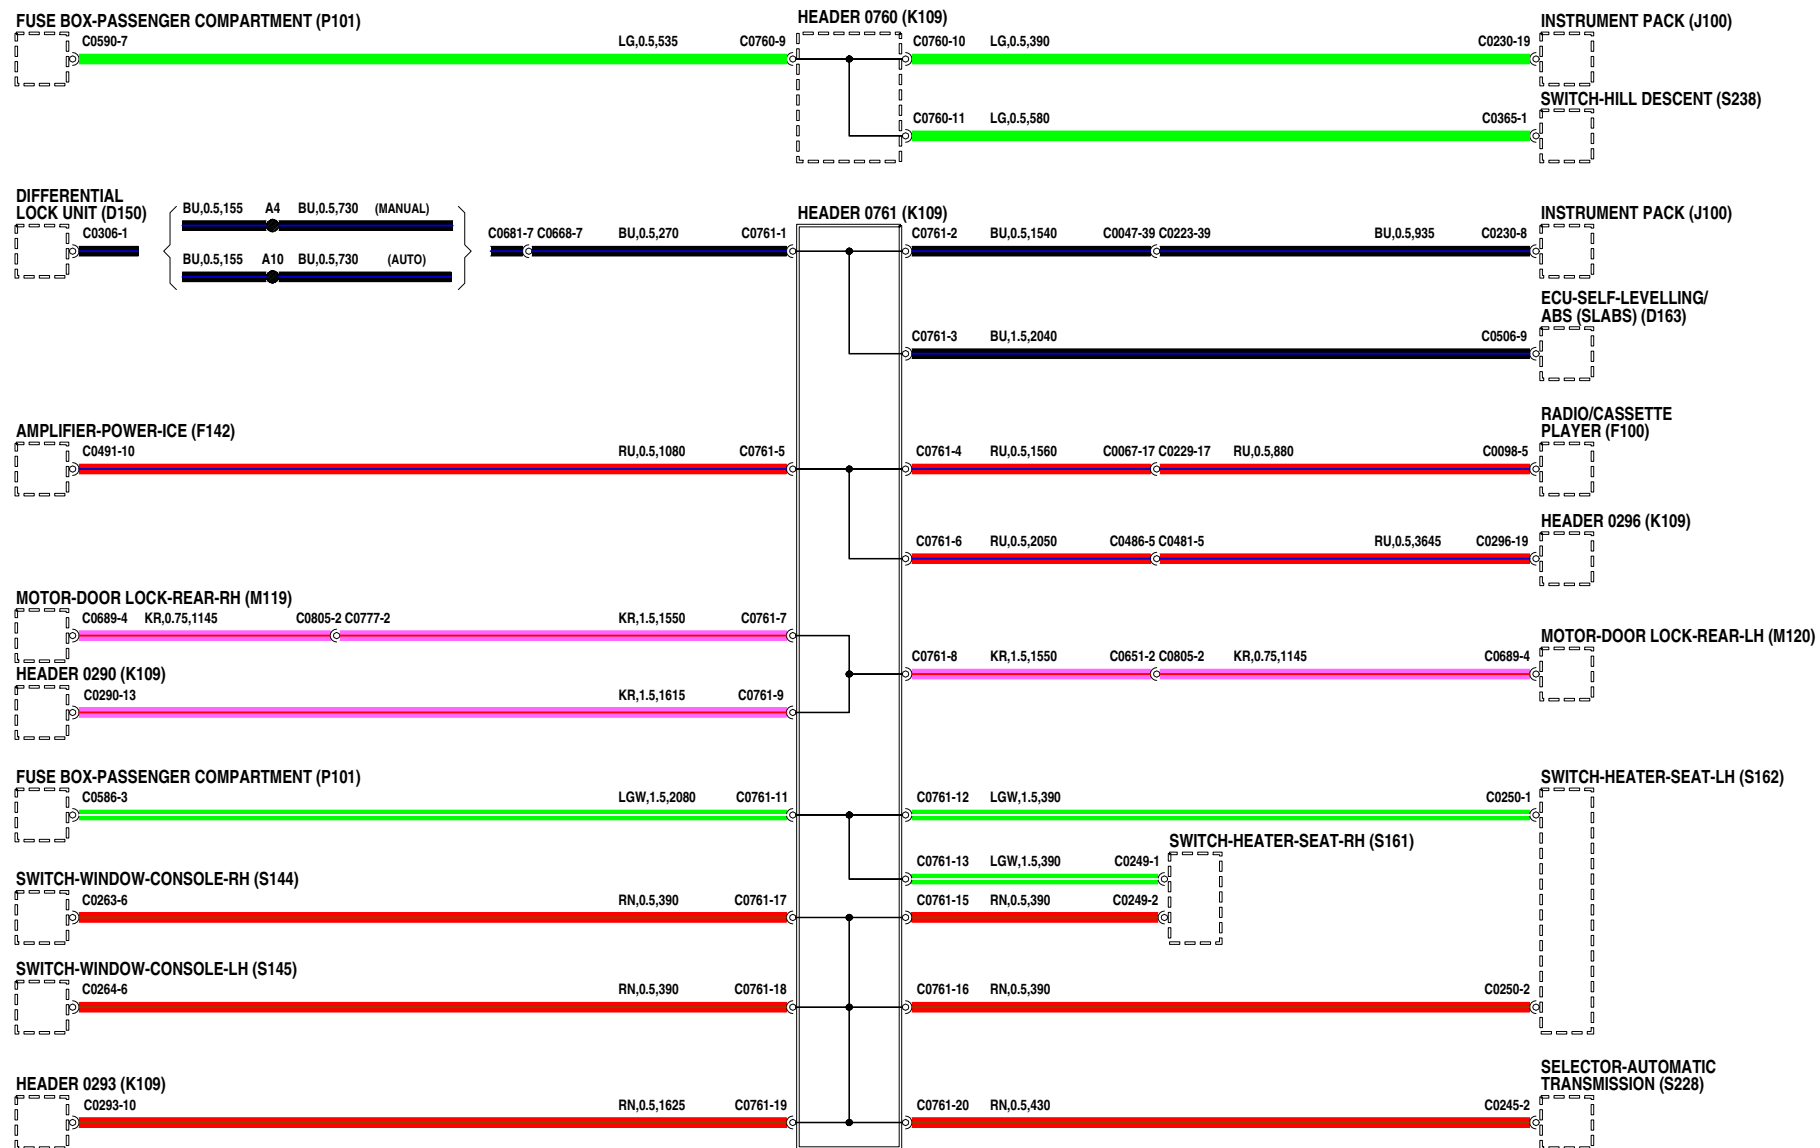 FUSE BOX-PASSENGER COMPARTMENT (P101)
HEADER 0760 (K109)
INSTRUMENT PACK (J100)
C0590-7 LG,0.5,535 C0760-9 C0760-10 LG,0.5,390 C0230-19
SWITCH-HILL DESCENT (S238)
C0760-11 LG,0.5,580 C0365-1
DIFFERENTIAL
LOCK UNIT (D150)
BU,0.5,155 A4 BU,0.5,730 (MANUAL)
HEADER 0761 (K109)
INSTRUMENT PACK (J100)
C0306-1 C0681-7 C0668-7 BU,0.5,270 C0761-1 C0761-2 BU,0.5,1540 C0047-39 C0223-39 BU,0.5,935 C0230-8
BU,0.5,155 A10 BU,0.5,730 (AUTO)
ECU-SELF-LEVELLING/
ABS (SLABS) (D163)
C0761-3 BU,1.5,2040 C0506-9
RADIO/CASSETTE
PLAYER (F100)
AMPLIFIER-POWER-ICE (F142)
C0491-10 RU,0.5,1080 C0761-5 C0761-4 RU,0.5,1560 C0067-17 C0229-17 RU,0.5,880 C0098-5
HEADER 0296 (K109)
C0761-6 RU,0.5,2050 C0486-5 C0481-5 RU,0.5,3645 C0296-19
MOTOR-DOOR LOCK-REAR-RH (M119)
C0689-4 KR,0.75,1145 C0805-2 C0777-2 KR,1.5,1550 C0761-7
MOTOR-DOOR LOCK-REAR-LH (M120)
C0761-8 KR,1.5,1550 C0651-2 C0805-2 KR,0.75,1145 C0689-4
HEADER 0290 (K109)
C0290-13 KR,1.5,1615 C0761-9
FUSE BOX-PASSENGER COMPARTMENT (P101)
SWITCH-HEATER-SEAT-LH (S162)
C0586-3 LGW,1.5,2080 C0761-11 C0761-12 LGW,1.5,390 C0250-1
SWITCH-HEATER-SEAT-RH (S161)
C0761-13 LGW,1.5,390 C0249-1
SWITCH-WINDOW-CONSOLE-RH (S144)
C0263-6 RN,0.5,390 C0761-17 C0761-15 RN,0.5,390 C0249-2
SWITCH-WINDOW-CONSOLE-LH (S145)
C0264-6 RN,0.5,390 C0761-18 C0761-16 RN,0.5,390 C0250-2
SELECTOR-AUTOMATIC
TRANSMISSION (S228)
HEADER 0293 (K109)
C0293-10 RN,0.5,1625 C0761-19 C0761-20 RN,0.5,430 C0245-2